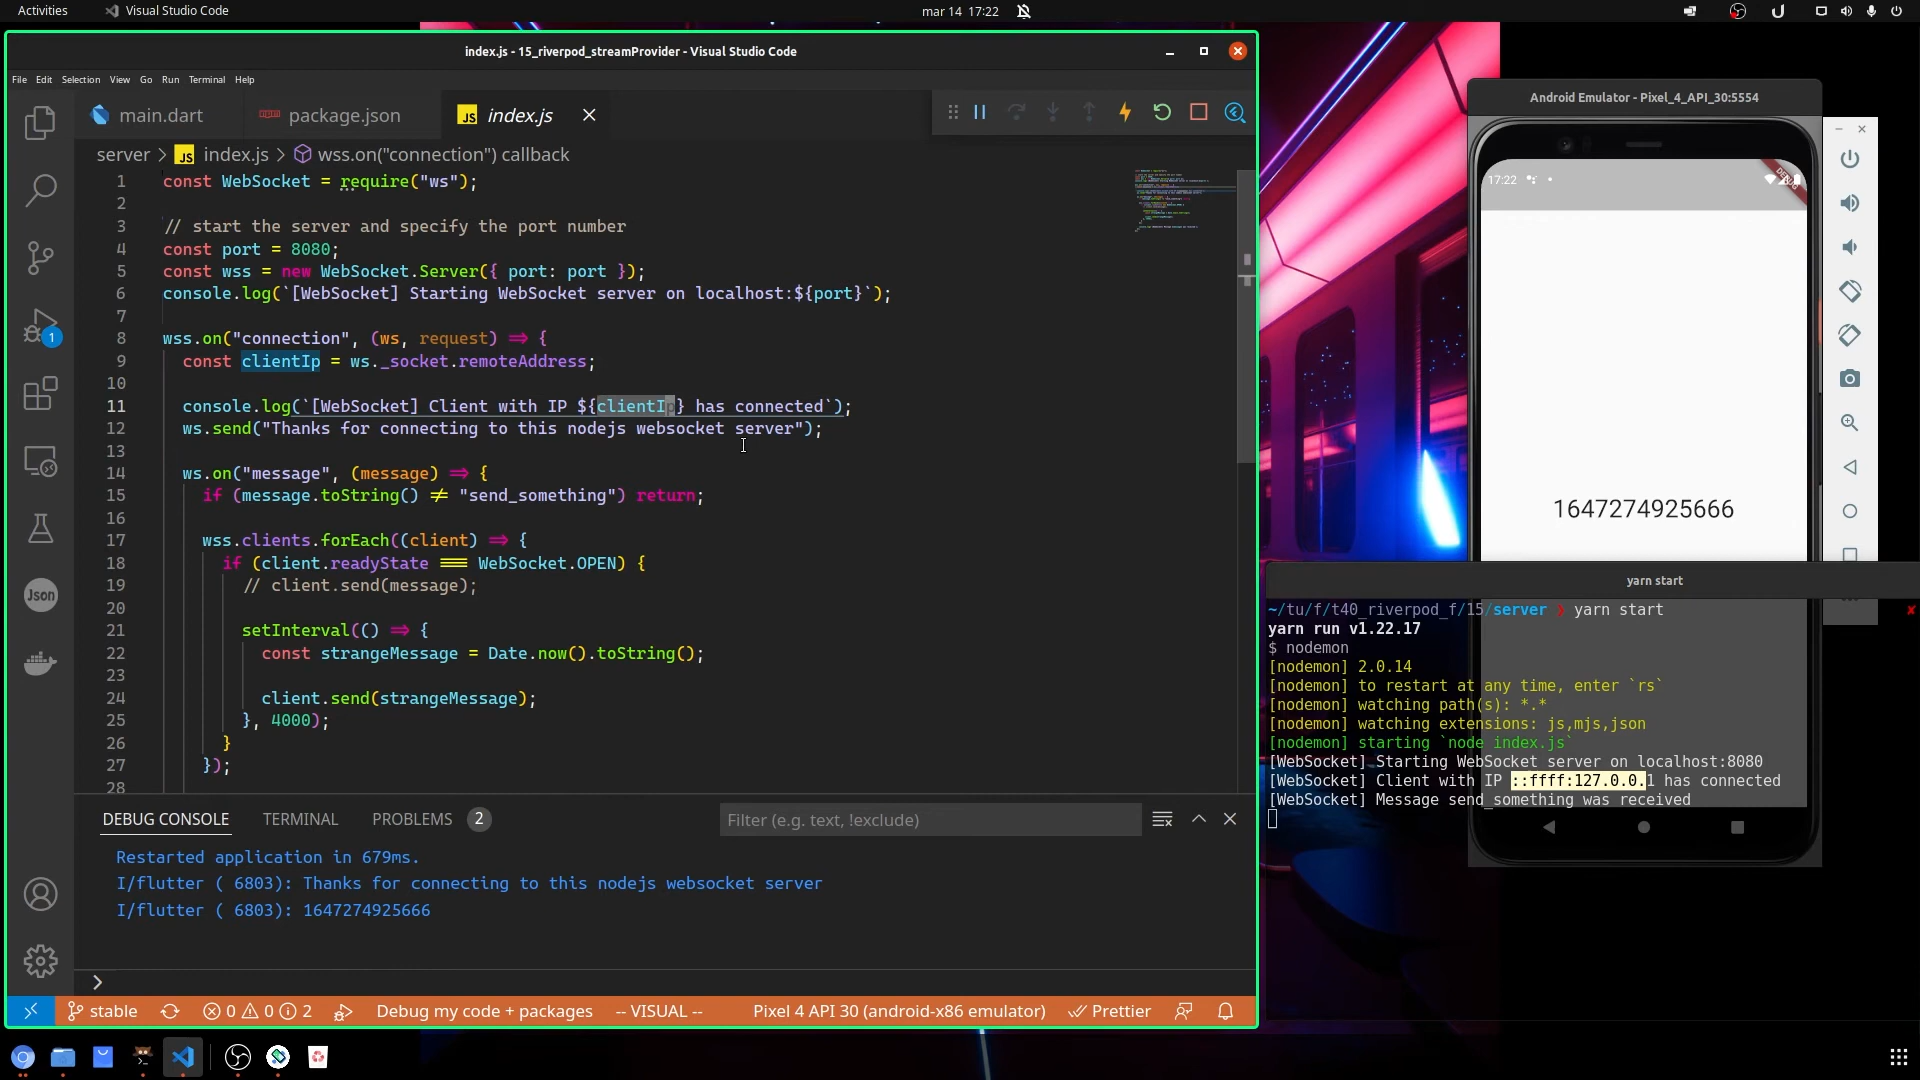 Activities
Visual Studio Code
mar 14 17:22
index.js - 15_riverpod_streamProvider - Visual Studio Code
File Edit Selection View Go Run Terminal Help
main.dart
package.json
JS index.js
server > JS index.js > wss.on("connection") callback
1 const WebSocket = require("ws");
2
3 // start the server and specify the port number
4 const port = 8080;
5 const wss = new WebSocket.Server({ port: port });
6 console.log(`[WebSocket] Starting WebSocket server on localhost:${port}`);
7
8 wss.on("connection", (ws, request) => {
9 const clientIp = ws._socket.remoteAddress;
10
11 console.log(`[WebSocket] Client with IP ${clientIp} has connected`);
12 ws.send("Thanks for connecting to this nodejs websocket server");
13
14 ws.on("message", (message) => {
15 if (message.toString() != "send_something") return;
16
17 wss.clients.forEach((client) => {
18 if (client.readyState === WebSocket.OPEN) {
19 // client.send(message);
20
21 setInterval(() => {
22 const strangeMessage = Date.now().toString();
23
24 client.send(strangeMessage);
25 }, 4000);
26 }
27 });
28
1
Json
DEBUG CONSOLE TERMINAL PROBLEMS 2
Filter (e.g. text, !exclude)
Restarted application in 679ms.
I/flutter ( 6803): Thanks for connecting to this nodejs websocket server
I/flutter ( 6803): 1647274925666
stable 0 0 2 Debug my code + packages -- VISUAL -- Pixel 4 API 30 (android-x86 emulator) Prettier
Android Emulator - Pixel_4_API_30:5554
17:22
1647274925666
yarn start
~/tu/f/t40_riverpod_f/15/server yarn start
yarn run v1.22.17
$ nodemon
[nodemon] 2.0.14
[nodemon] to restart at any time, enter `rs`
[nodemon] watching path(s): *.*
[nodemon] watching extensions: js,mjs,json
[nodemon] starting `node index.js`
[WebSocket] Starting WebSocket server on localhost:8080
[WebSocket] Client with IP ::ffff:127.0.0.1 has connected
[WebSocket] Message send_something was received